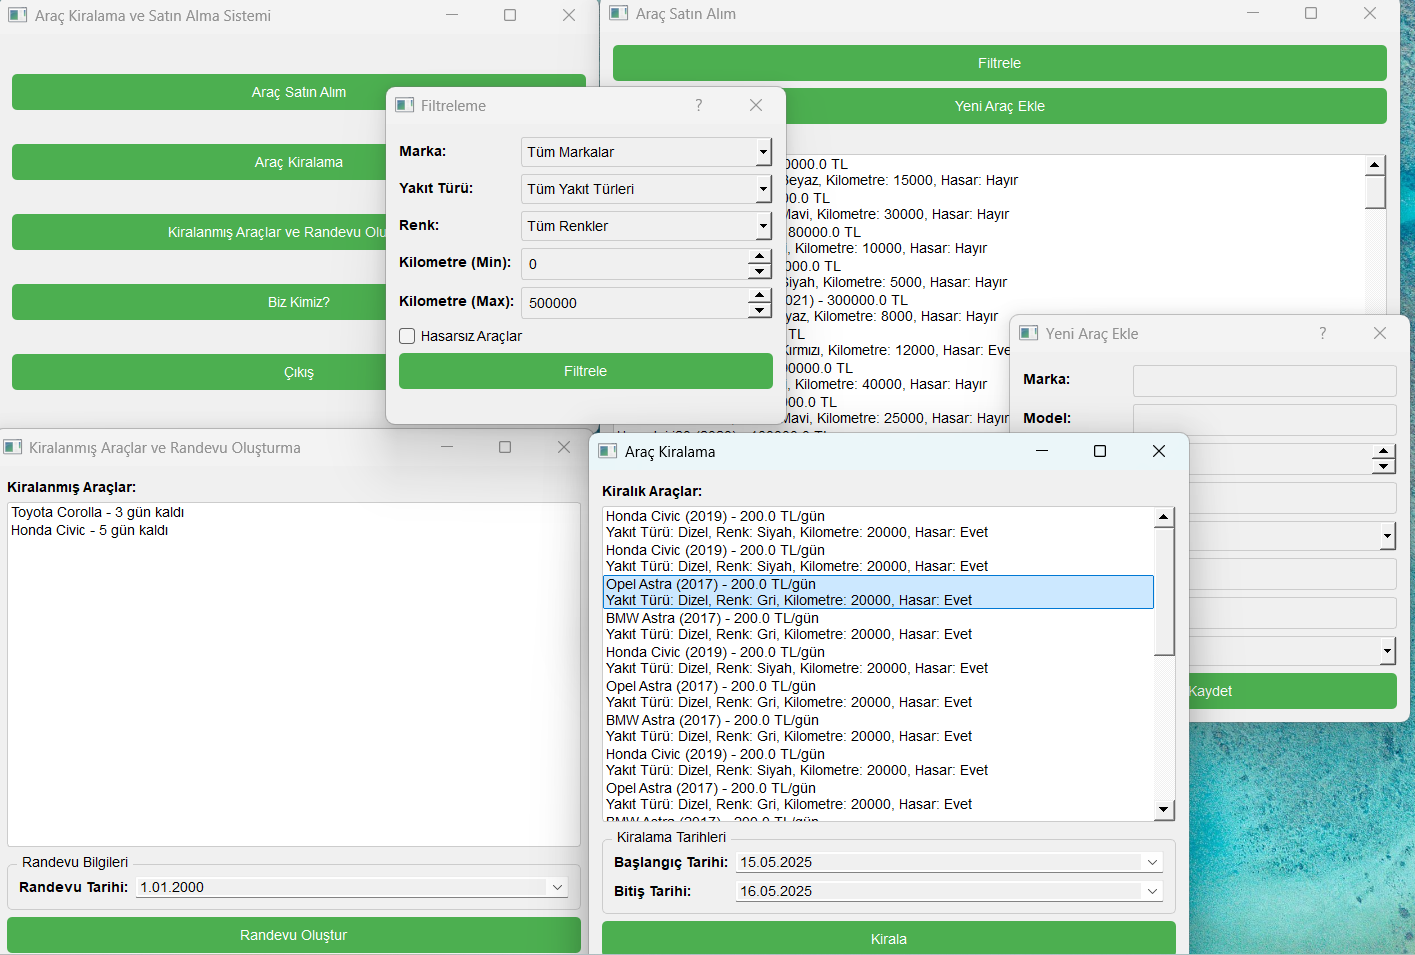 Araç Kiralama ve Satın Alma Sistemi
Araç Satın Alım
Araç Kiralama
Kiralanmış Araçlar ve Randevu
Biz Kimiz?
Çıkış
Araç Satın Alım
Filtrele
Yeni Araç Ekle
0000.0 TL
Beyaz, Kilometre: 15000, Hasar: Hayır
00.0 TL
Mavi, Kilometre: 30000, Hasar: Hayır
180000.0 TL
, Kilometre: 10000, Hasar: Hayır
000.0 TL
Siyah, Kilometre: 5000, Hasar: Hayır
2021) - 300000.0 TL
yaz, Kilometre: 8000, Hasar: Hayır
TL
Kırmızı, Kilometre: 12000, Hasar: Eve
00000.0 TL
, Kilometre: 40000, Hasar: Hayır
000.0 TL
Mavi, Kilometre: 25000, Hasar: Hayır
Filtreleme
Marka: Tüm Markalar
Yakıt Türü: Tüm Yakıt Türleri
Renk: Tüm Renkler
Kilometre (Min): 0
Kilometre (Max): 500000
Hasarsız Araçlar
Filtrele
Yeni Araç Ekle
Marka:
Model:
Kaydet
Kiralanmış Araçlar ve Randevu Oluşturma
Kiralanmış Araçlar:
Toyota Corolla - 3 gün kaldı
Honda Civic - 5 gün kaldı
Randevu Bilgileri
Randevu Tarihi: 1.01.2000
Randevu Oluştur
Araç Kiralama
Kiralık Araçlar:
Honda Civic (2019) - 200.0 TL/gün
Yakıt Türü: Dizel, Renk: Siyah, Kilometre: 20000, Hasar: Evet
Honda Civic (2019) - 200.0 TL/gün
Yakıt Türü: Dizel, Renk: Siyah, Kilometre: 20000, Hasar: Evet
Opel Astra (2017) - 200.0 TL/gün
Yakıt Türü: Dizel, Renk: Gri, Kilometre: 20000, Hasar: Evet
BMW Astra (2017) - 200.0 TL/gün
Yakıt Türü: Dizel, Renk: Gri, Kilometre: 20000, Hasar: Evet
Honda Civic (2019) - 200.0 TL/gün
Yakıt Türü: Dizel, Renk: Siyah, Kilometre: 20000, Hasar: Evet
Opel Astra (2017) - 200.0 TL/gün
Yakıt Türü: Dizel, Renk: Gri, Kilometre: 20000, Hasar: Evet
BMW Astra (2017) - 200.0 TL/gün
Yakıt Türü: Dizel, Renk: Gri, Kilometre: 20000, Hasar: Evet
Honda Civic (2019) - 200.0 TL/gün
Yakıt Türü: Dizel, Renk: Siyah, Kilometre: 20000, Hasar: Evet
Opel Astra (2017) - 200.0 TL/gün
Yakıt Türü: Dizel, Renk: Gri, Kilometre: 20000, Hasar: Evet
BMW Astra (2017) - 200.0 TL/gün
Kiralama Tarihleri
Başlangıç Tarihi: 15.05.2025
Bitiş Tarihi: 16.05.2025
Kirala